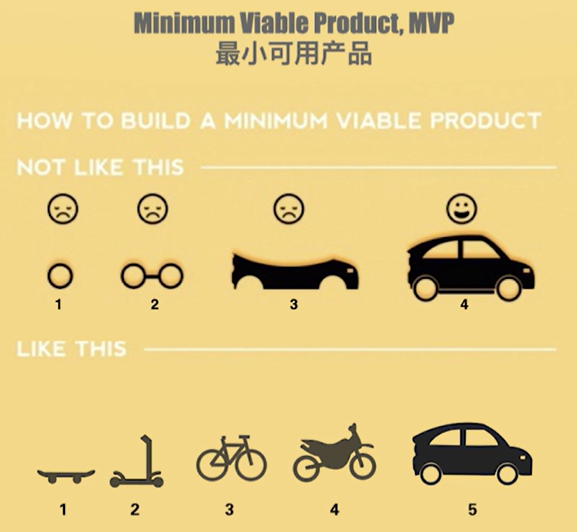 Minimum Viable Product, MVP
最小可用产品
HOW TO BUILD A MINIMUM VIABLE PRODUCT
NOT LIKE THIS
1 2 3 4
LIKE THIS
1 2 3 4 5